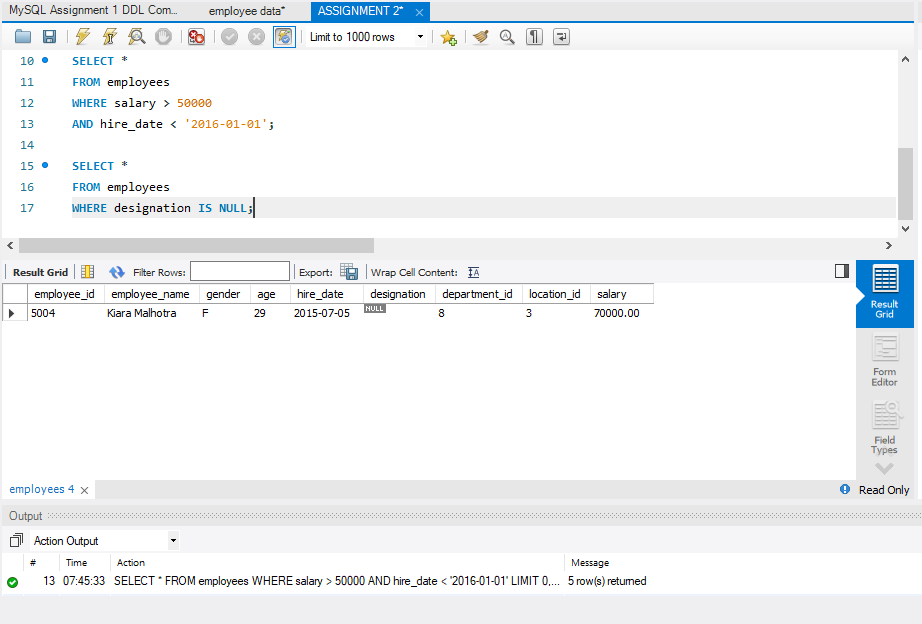 MySQL Assignment 1 DDL Com... employee data* ASSIGNMENT 2* ×
Limit to 1000 rows
10 SELECT *
11 FROM employees
12 WHERE salary > 50000
13 AND hire_date < '2016-01-01';
14
15 SELECT *
16 FROM employees
17 WHERE designation IS NULL;
Result Grid Filter Rows: Export: Wrap Cell Content: IA
employee_id employee_name gender age hire_date designation department_id location_id salary
5004 Kiara Malhotra F 29 2015-07-05 NULL 8 3 70000.00
Result
Grid
Form
Editor
Field
Types
employees 4 × Read Only
Output
Action Output
# Time Action Message
13 07:45:33 SELECT * FROM employees WHERE salary > 50000 AND hire_date < '2016-01-01' LIMIT 0,... 5 row(s) returned